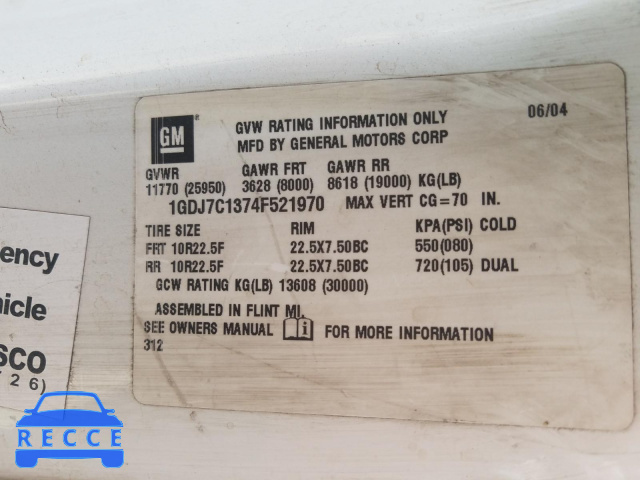 GM ®
GVW RATING INFORMATION ONLY
06/04
MFD BY GENERAL MOTORS CORP
GVWR GAWR FRT GAWR RR
11770 (25950) 3628 (8000) 8618 (19000) KG(LB)
1GDJ7C1374F521970 MAX VERT CG=70 IN.
TIRE SIZE RIM KPA(PSI) COLD
FRT 10R22.5F 22.5X7.50BC 550(080)
RR 10R22.5F 22.5X7.50BC 720(105) DUAL
GCW RATING KG(LB) 13608 (30000)
ASSEMBLED IN FLINT MI.
SEE OWNERS MANUAL i FOR MORE INFORMATION
312
ency
hicle
SCO
726)
RECCE